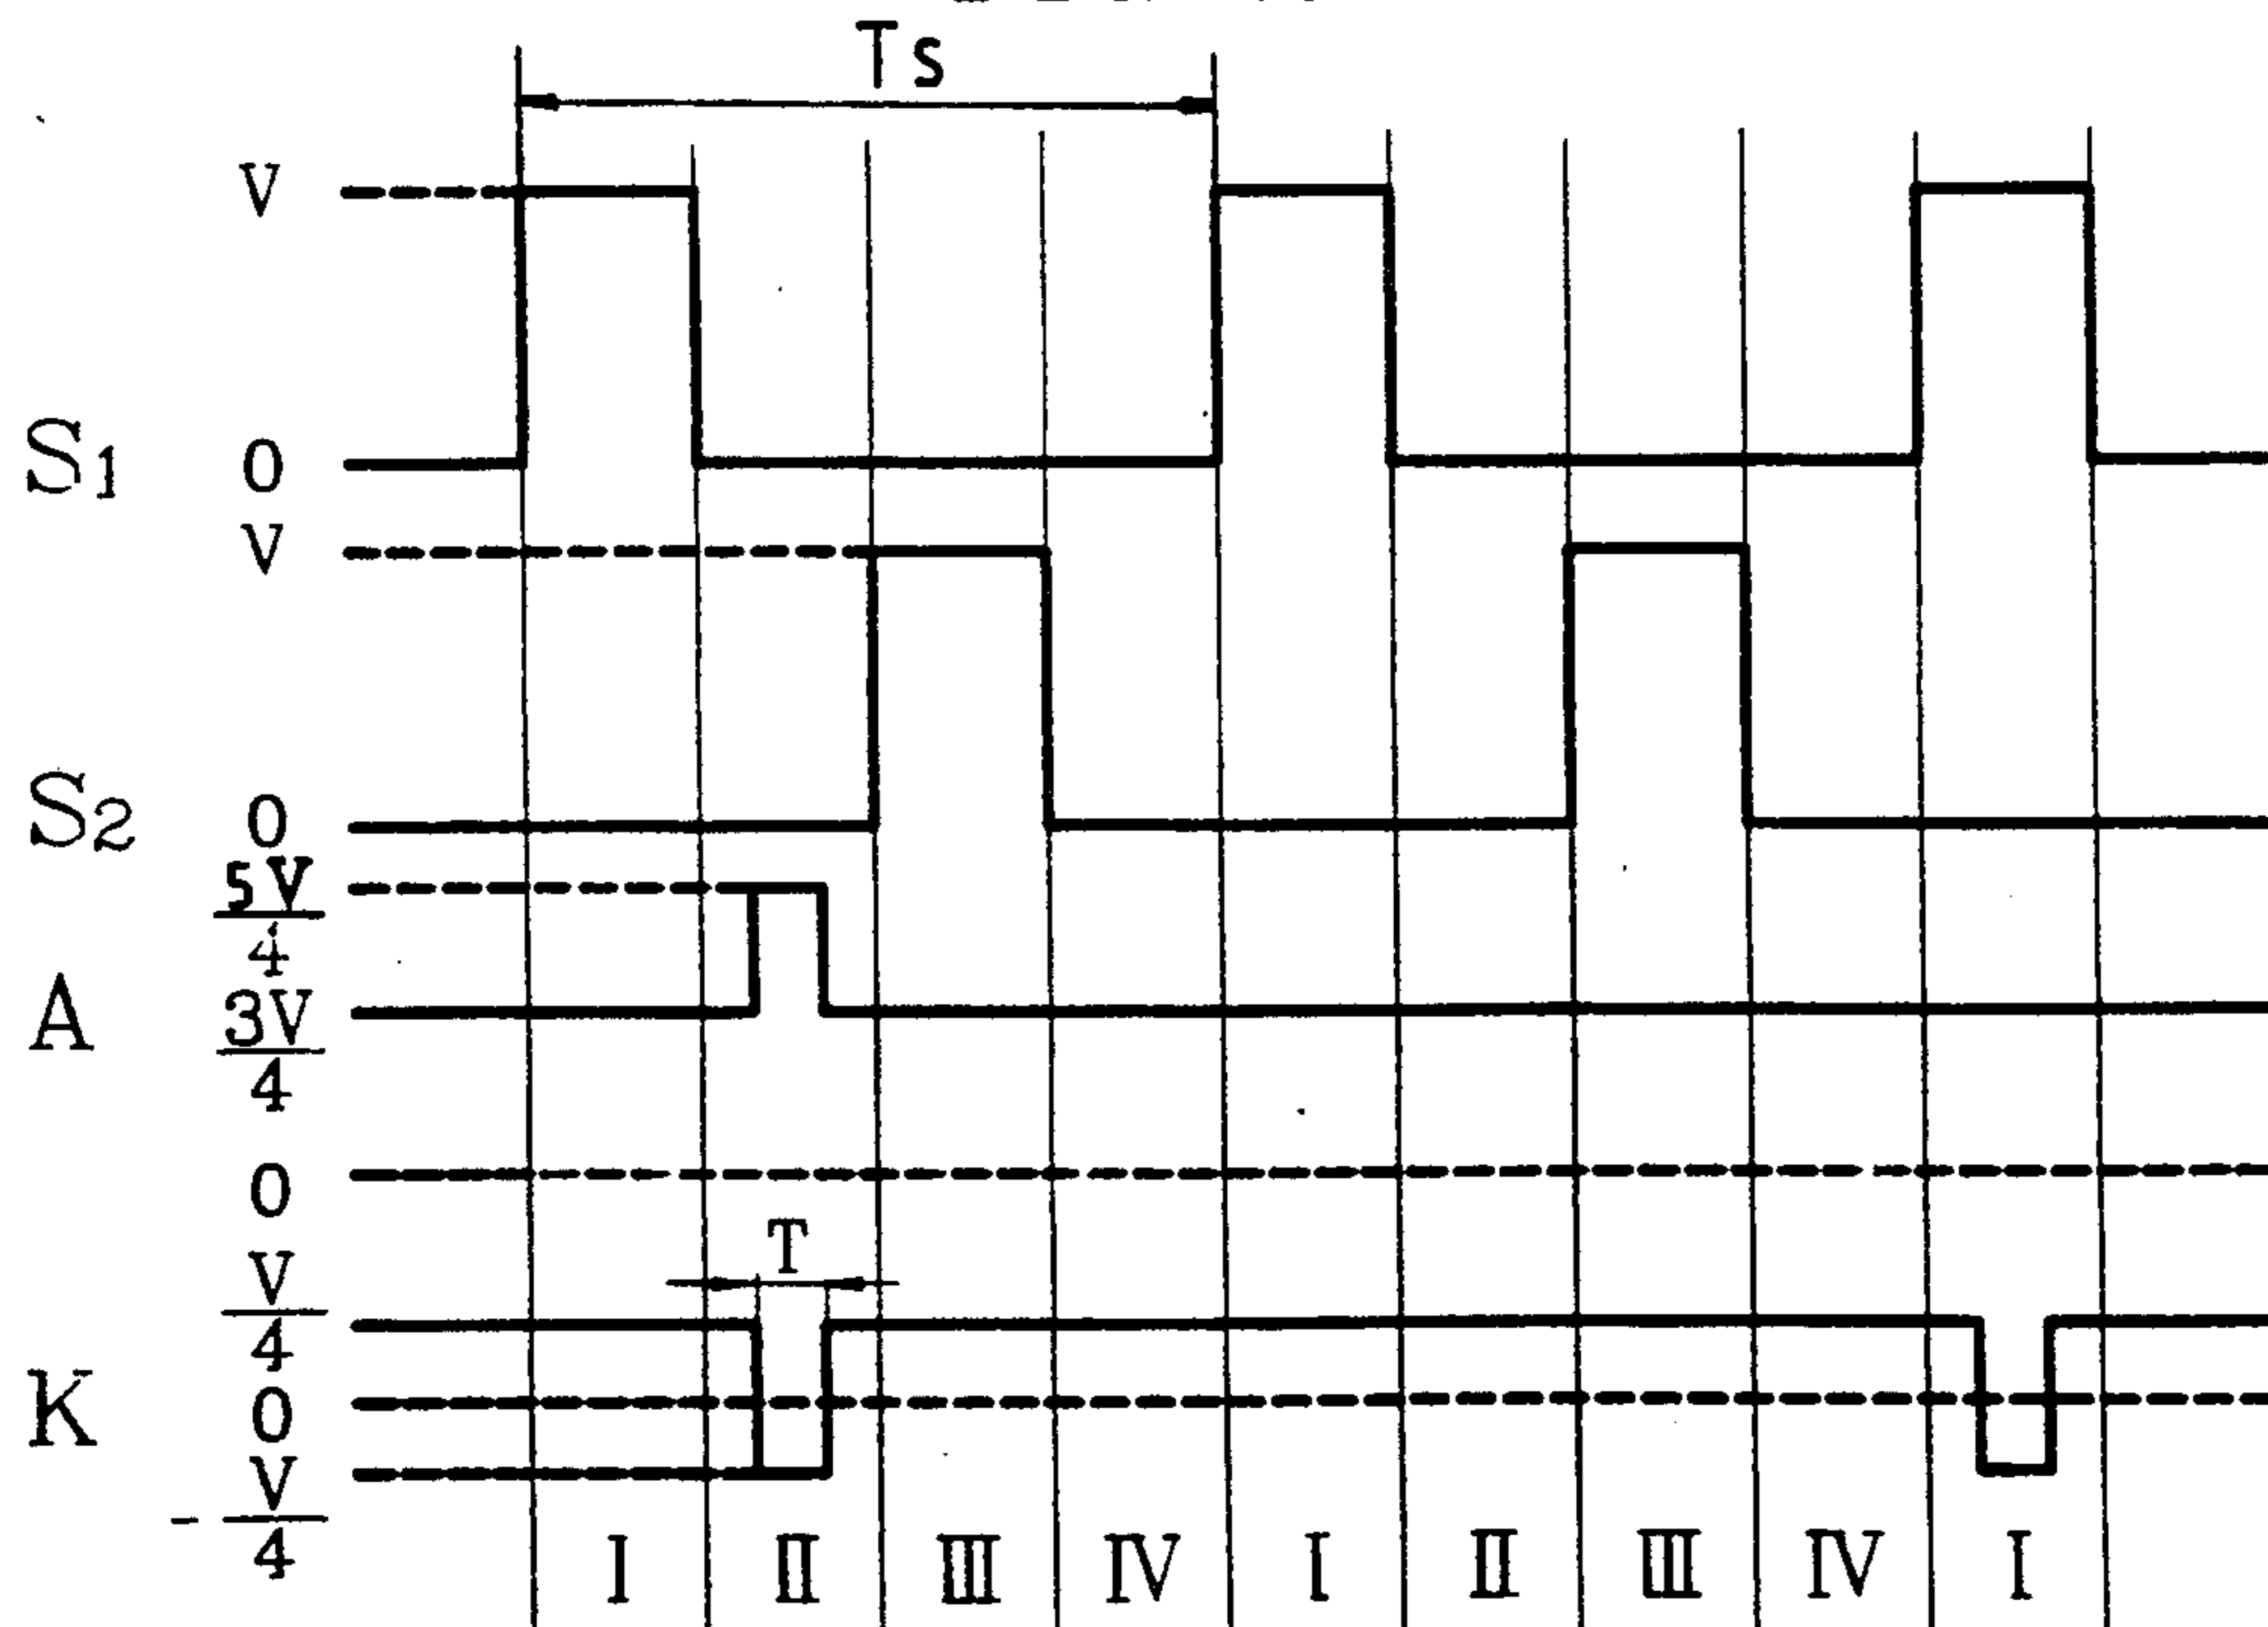 Ts
V
S1 0
V
S2 0
5V/4
A 3V/4
0
T
V/4
K 0
-V/4
I II III IV I II III IV I